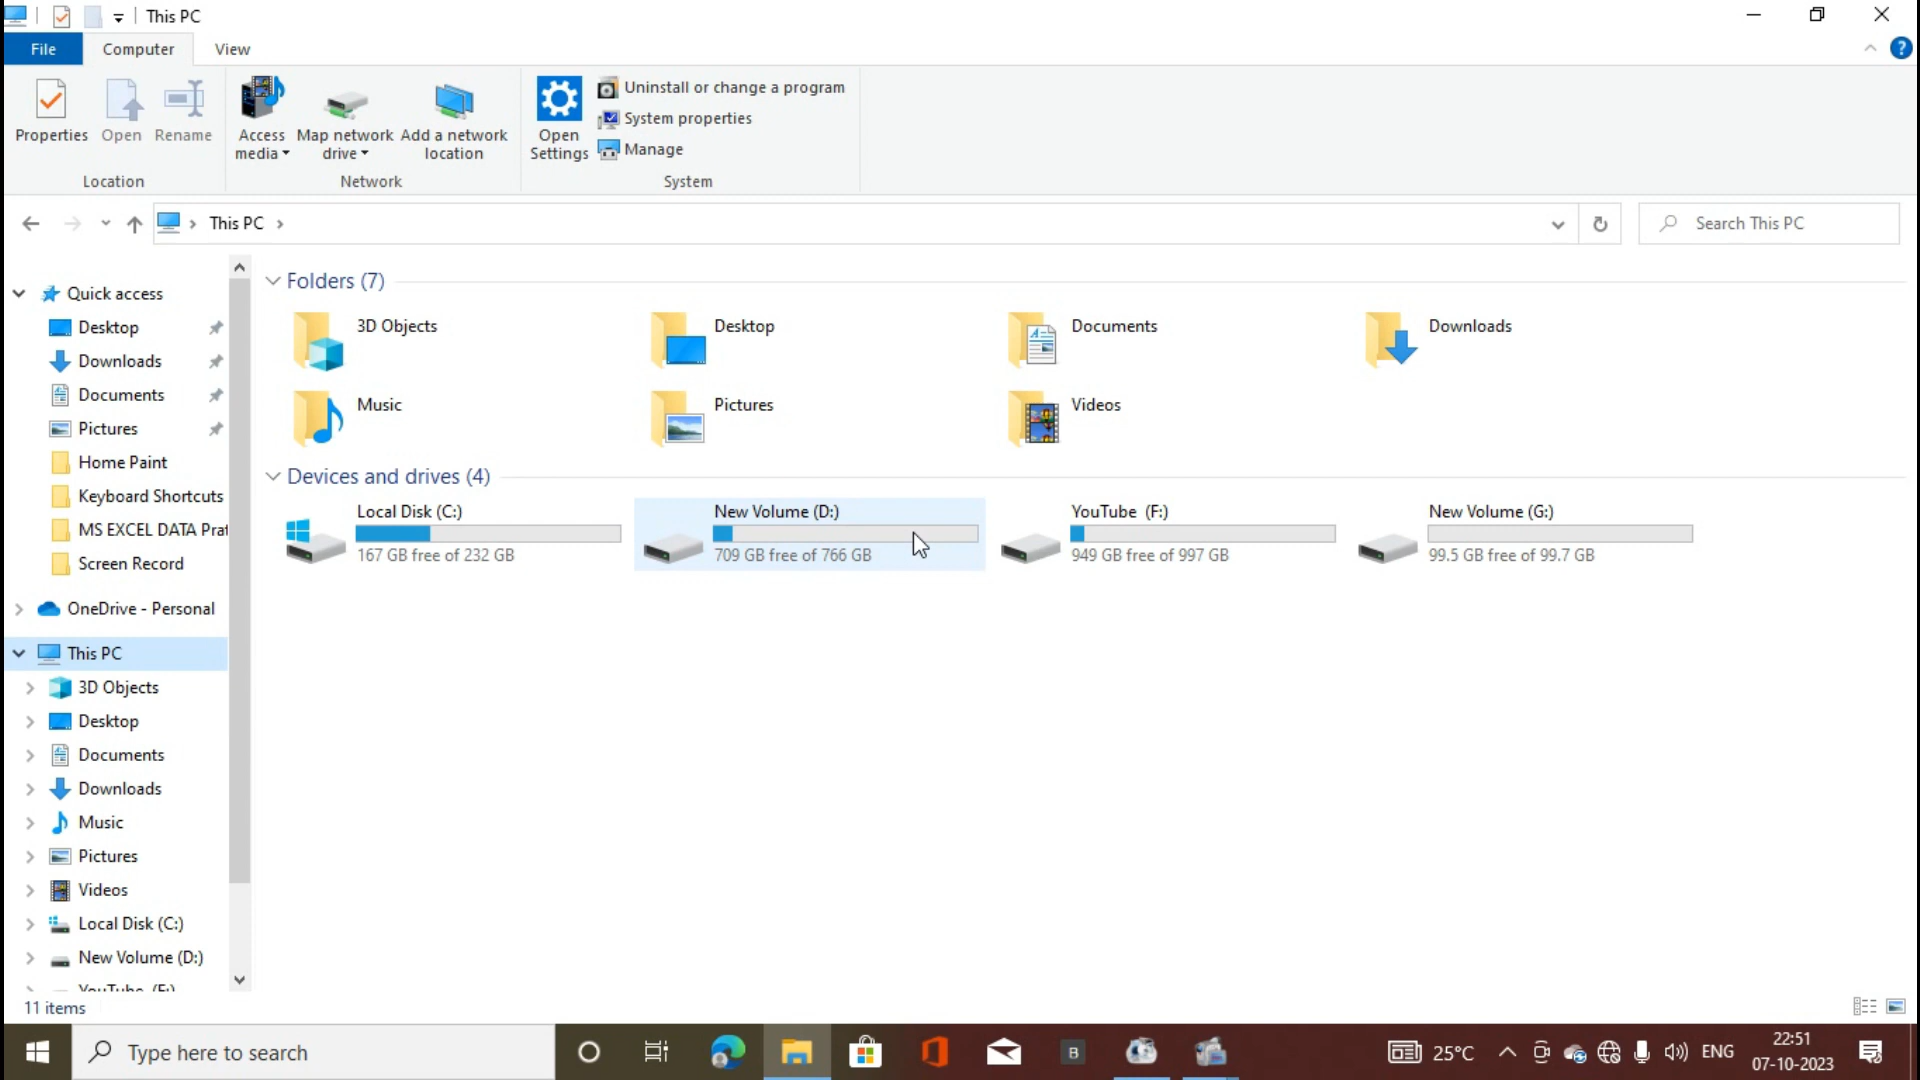 This PC
File
Computer
View
Properties
Open
Rename
Access
media
Map network
drive
Add a network
location
Open
Settings
Uninstall or change a program
System properties
Manage
Location
Network
System
This PC
Search This PC
Quick access
Desktop
Downloads
Documents
Pictures
Home Paint
Keyboard Shortcuts
MS EXCEL DATA Prat
Screen Record
OneDrive - Personal
This PC
3D Objects
Desktop
Documents
Downloads
Music
Pictures
Videos
Local Disk (C:)
New Volume (D:)
YouTube (F:)
Folders (7)
3D Objects
Desktop
Documents
Downloads
Music
Pictures
Videos
Devices and drives (4)
Local Disk (C:)
167 GB free of 232 GB
New Volume (D:)
709 GB free of 766 GB
YouTube (F:)
949 GB free of 997 GB
New Volume (G:)
99.5 GB free of 99.7 GB
11 items
Type here to search
B
25°C
ENG
22:51
07-10-2023